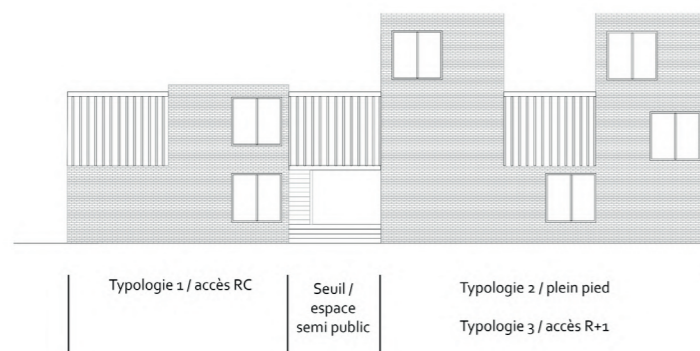 Typologie 1 / accès RC
Seuil /
espace
semi public
Typologie 2 / plein pied
Typologie 3 / accès R+1